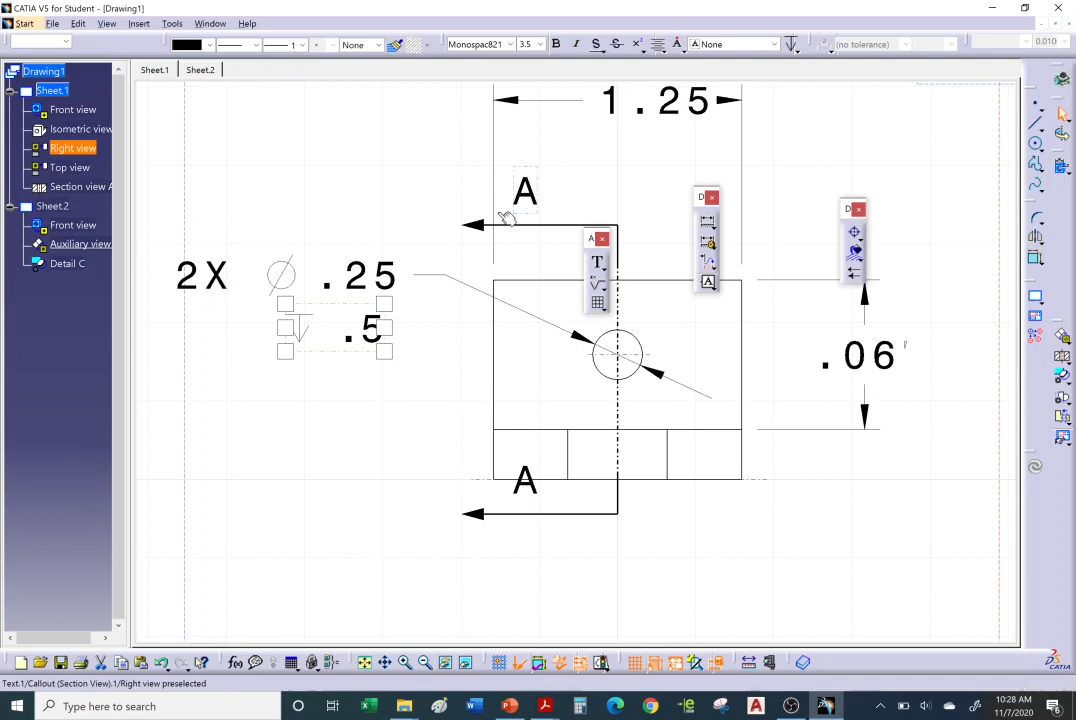 CATIA V5 for Student - [Drawing1]
Start File Edit View Insert Tools Window Help
1 None Monospac821 3.5 B I S S None (no tolerance) 0.010
Drawing1
Sheet.1
Front view
Isometric view
Right view
Top view
Section view A
Sheet.2
Front view
Auxiliary view
Detail C
Sheet.1 Sheet.2
1.25
A
D
D
A
T
A
2X ∅ .25
.5
.06
A
f(x)
Text.1/Callout (Section View).1/Right view preselected
Type here to search
10:28 AM
11/7/2020
6